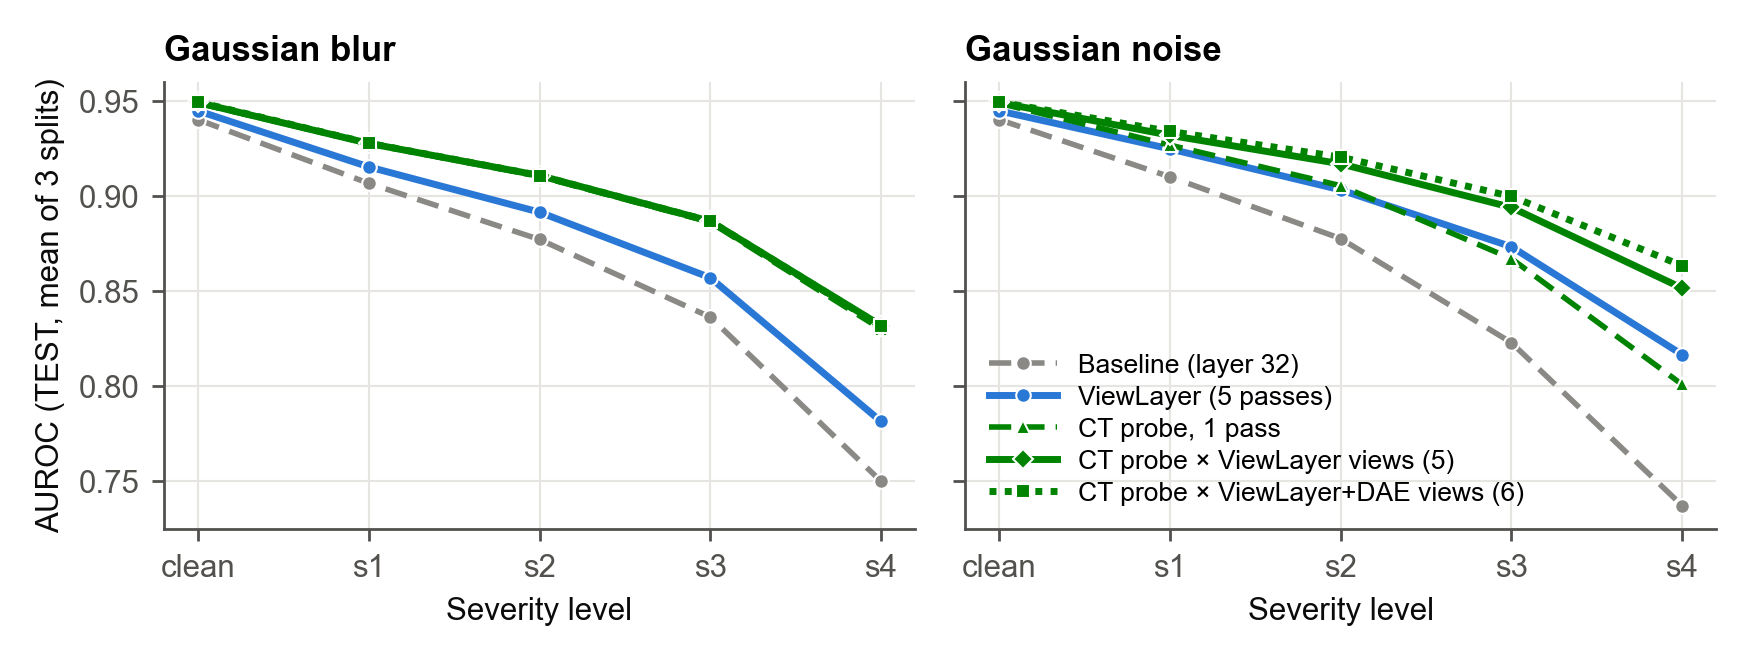 Gaussian blur
Gaussian noise
AUROC (TEST, mean of 3 splits)
0.95
0.90
0.85
0.80
0.75
clean s1 s2 s3 s4
Severity level
Baseline (layer 32)
ViewLayer (5 passes)
CT probe, 1 pass
CT probe × ViewLayer views (5)
CT probe × ViewLayer+DAE views (6)
clean s1 s2 s3 s4
Severity level